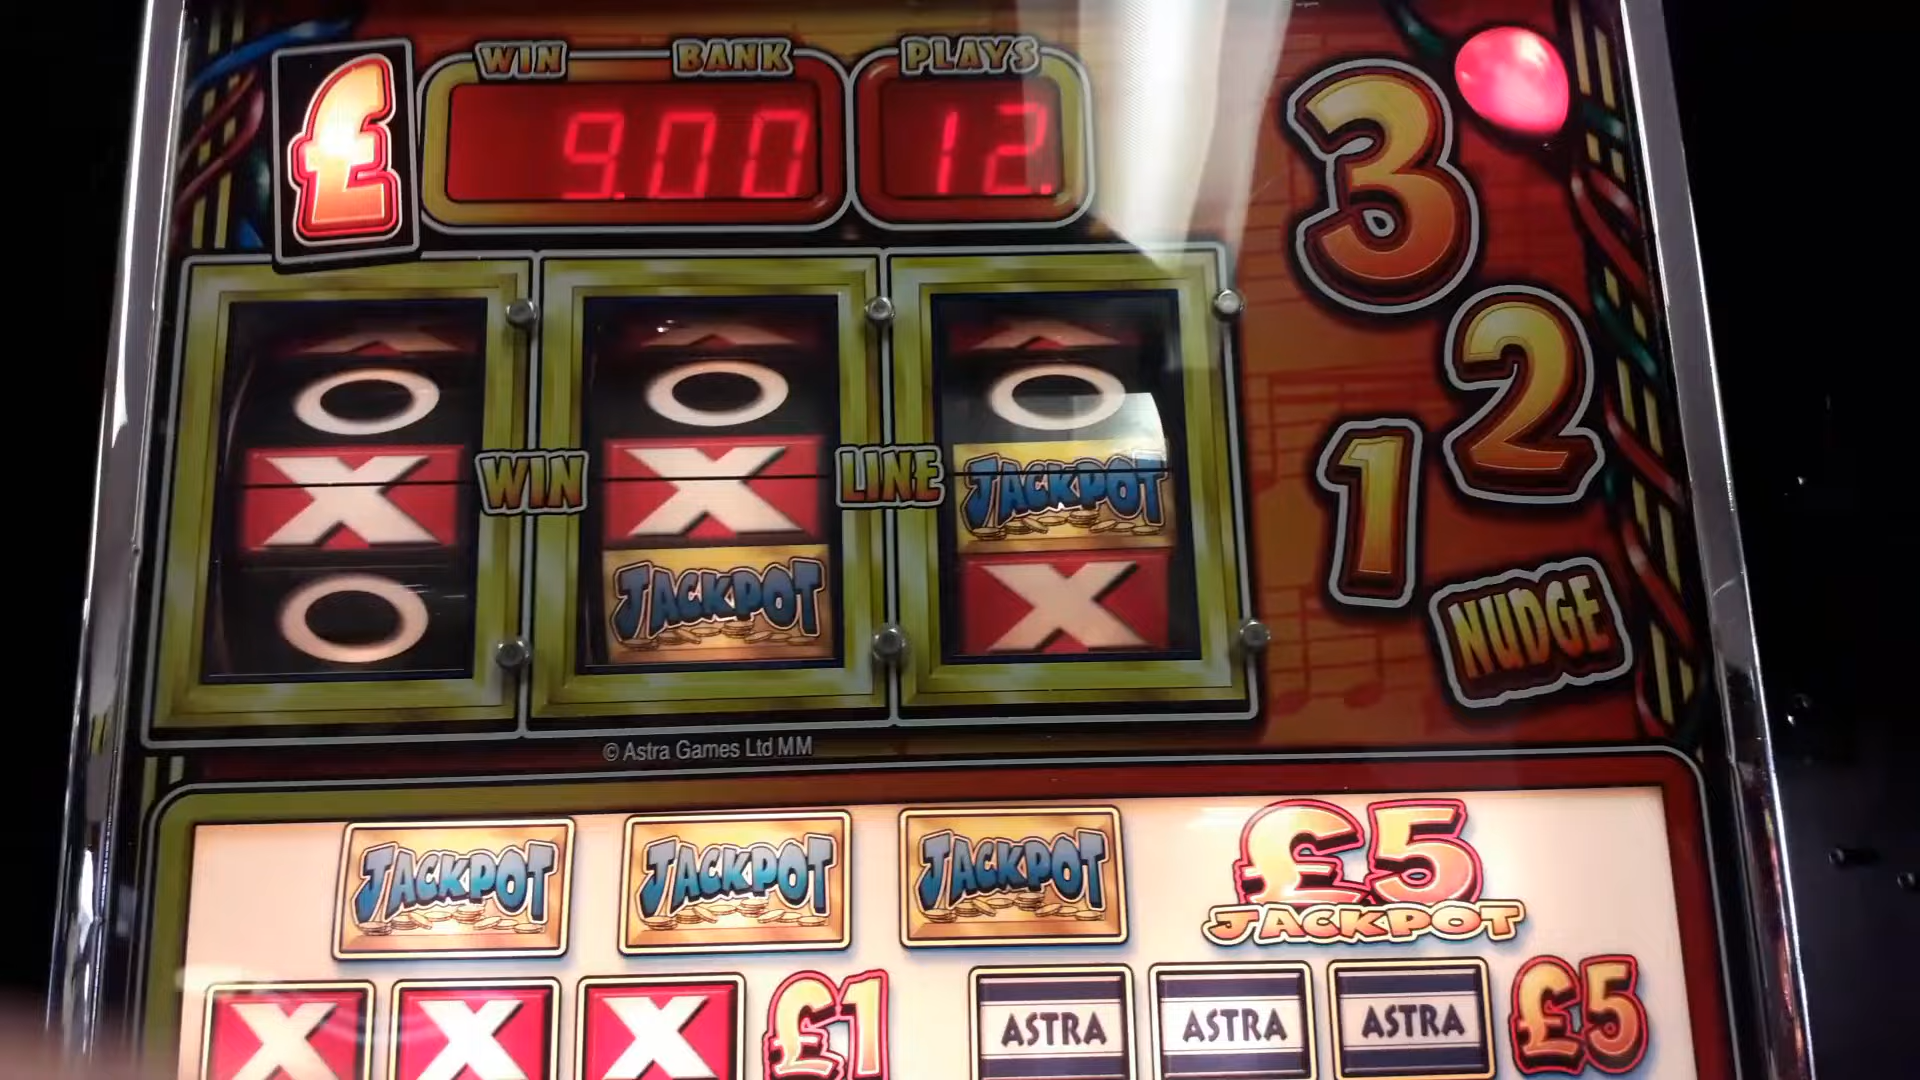 WIN BANK PLAYS
£ 9.00 12.
3
2
1
NUDGE
O O O
X WIN X LINE JACKPOT
O JACKPOT X
© Astra Games Ltd MM
JACKPOT JACKPOT JACKPOT £5 JACKPOT
X X X £1 ASTRA ASTRA ASTRA £5